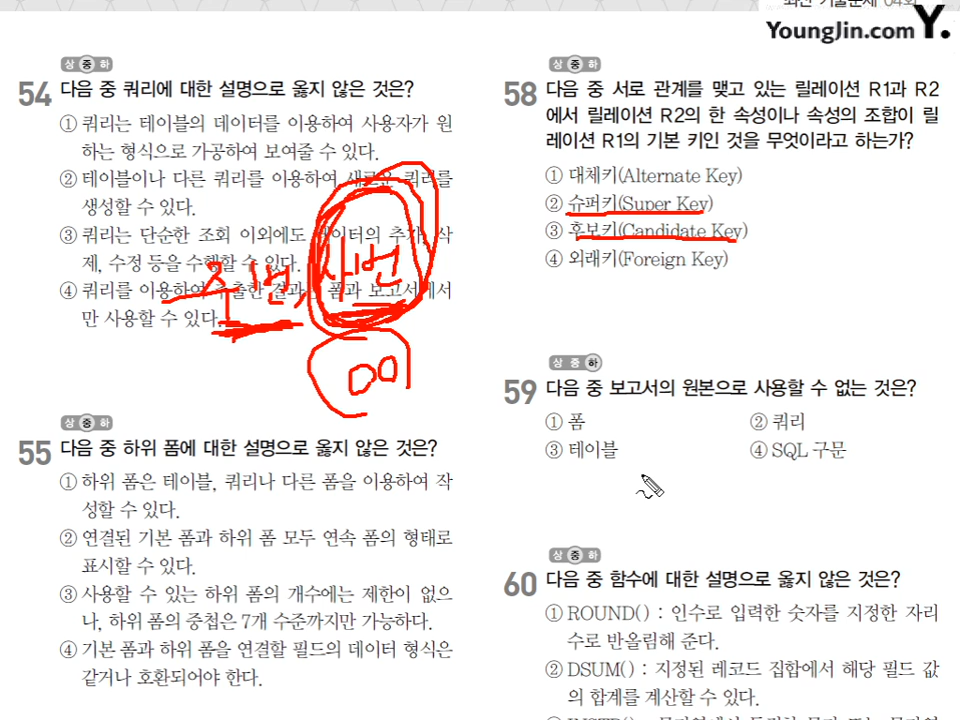 최신 기출문제 04회
YoungJin.com Y.
상 중 하
54 다음 중 쿼리에 대한 설명으로 옳지 않은 것은?
① 쿼리는 테이블의 데이터를 이용하여 사용자가 원
하는 형식으로 가공하여 보여줄 수 있다.
② 테이블이나 다른 쿼리를 이용하여 새로운 쿼리를
생성할 수 있다.
③ 쿼리는 단순한 조회 이외에도 데이터의 추가, 삭
제, 수정 등을 수행할 수 있다.
④ 쿼리를 이용하여 추출한 결과는 폼과 보고서에서
만 사용할 수 있다.
주번, 사번
상 중 하
55 다음 중 하위 폼에 대한 설명으로 옳지 않은 것은?
① 하위 폼은 테이블, 쿼리나 다른 폼을 이용하여 작
성할 수 있다.
② 연결된 기본 폼과 하위 폼 모두 연속 폼의 형태로
표시할 수 있다.
③ 사용할 수 있는 하위 폼의 개수에는 제한이 없으
나, 하위 폼의 중첩은 7개 수준까지만 가능하다.
④ 기본 폼과 하위 폼을 연결할 필드의 데이터 형식은
같거나 호환되어야 한다.
상 중 하
58 다음 중 서로 관계를 맺고 있는 릴레이션 R1과 R2
에서 릴레이션 R2의 한 속성이나 속성의 조합이 릴
레이션 R1의 기본 키인 것을 무엇이라고 하는가?
① 대체키(Alternate Key)
② 슈퍼키(Super Key)
③ 후보키(Candidate Key)
④ 외래키(Foreign Key)
상 중 하
59 다음 중 보고서의 원본으로 사용할 수 없는 것은?
① 폼 ② 쿼리
③ 테이블 ④ SQL 구문
상 중 하
60 다음 중 함수에 대한 설명으로 옳지 않은 것은?
① ROUND() : 인수로 입력한 숫자를 지정한 자리
수로 반올림해 준다.
② DSUM() : 지정된 레코드 집합에서 해당 필드 값
의 합계를 계산할 수 있다.